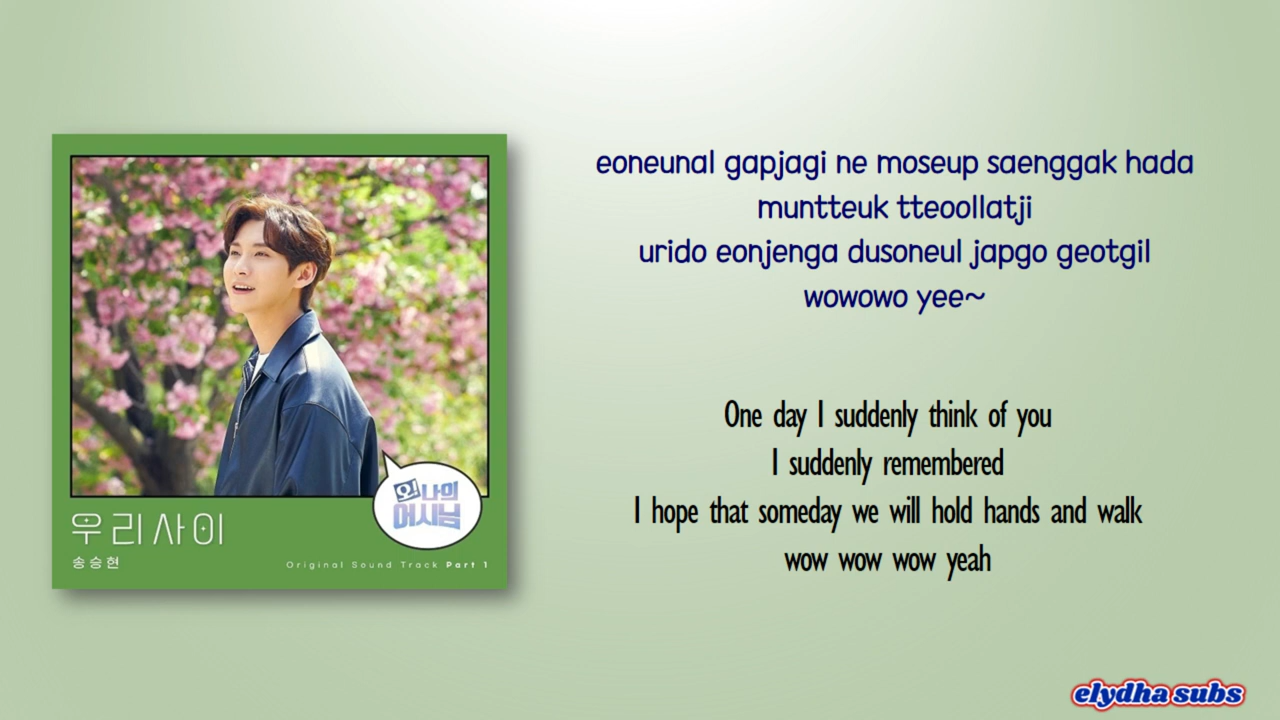 우리사이
송승현
Original Sound Track Part 1
오! 나의
어시님
eoneunal gapjagi ne moseup saenggak hada
muntteuk tteoollatji
urido eonjenga dusoneul japgo geotgil
wowowo yee~
One day I suddenly think of you
I suddenly remembered
I hope that someday we will hold hands and walk
wow wow wow yeah
elydha subs